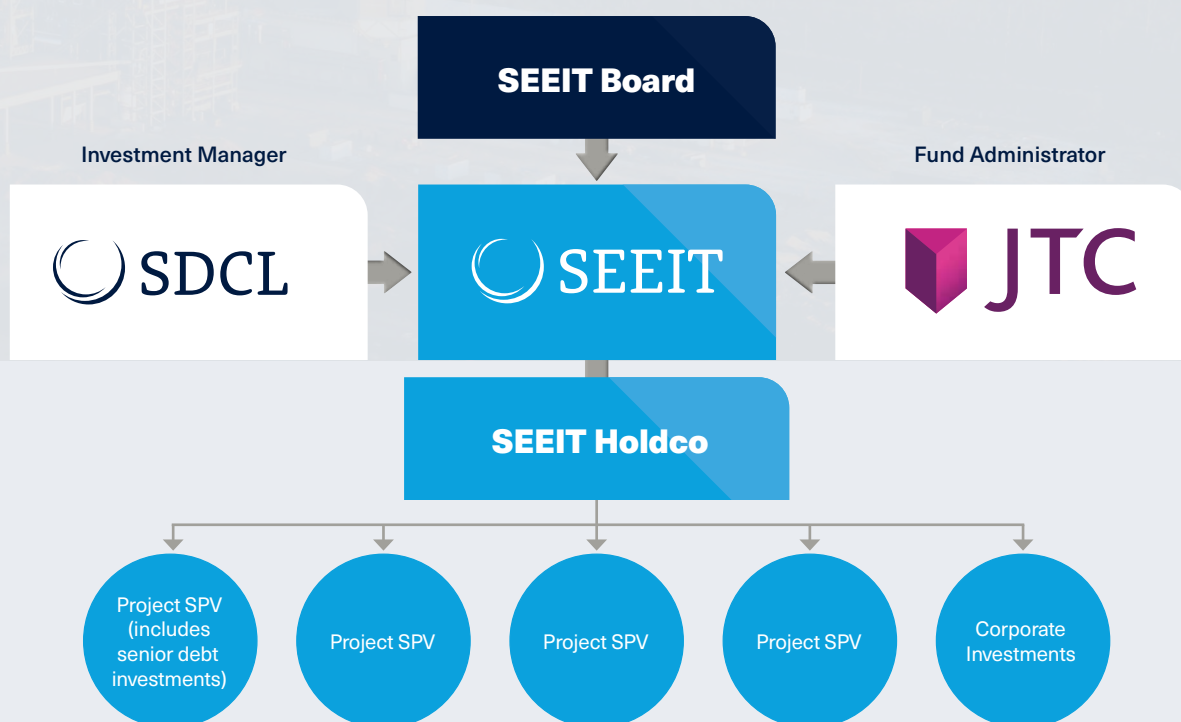 SEEIT Board
Investment Manager
Fund Administrator
SDCL
SEEIT
JTC
SEEIT Holdco
Project SPV
(includes
senior debt
investments)
Project SPV
Project SPV
Project SPV
Corporate
Investments